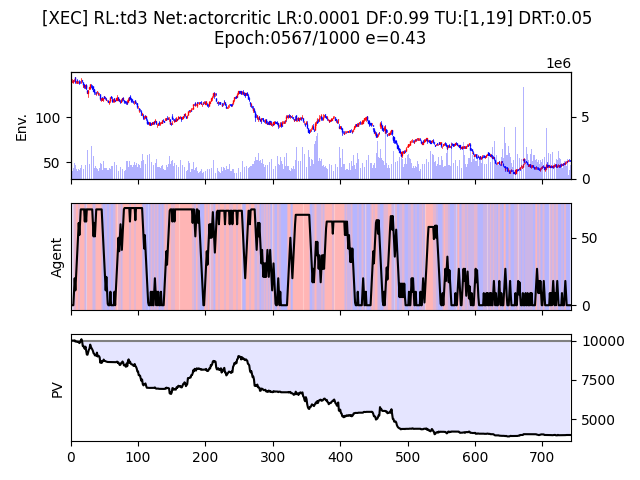 [XEC] RL:td3 Net:actorcritic LR:0.0001 DF:0.99 TU:[1,19] DRT:0.05
Epoch:0567/1000 e=0.43
1e6
Env.
100
50
5
0
Agent
50
0
PV
10000
7500
5000
0
100
200
300
400
500
600
700